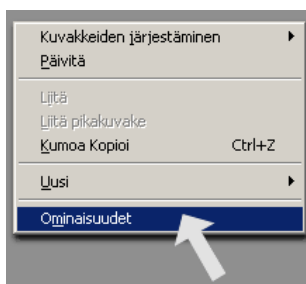 Kuvakkeiden järjestäminen
Päivitä
Liitä
Liitä pikakuvake
Kumoa Kopioi Ctrl+Z
Uusi
Ominaisuudet